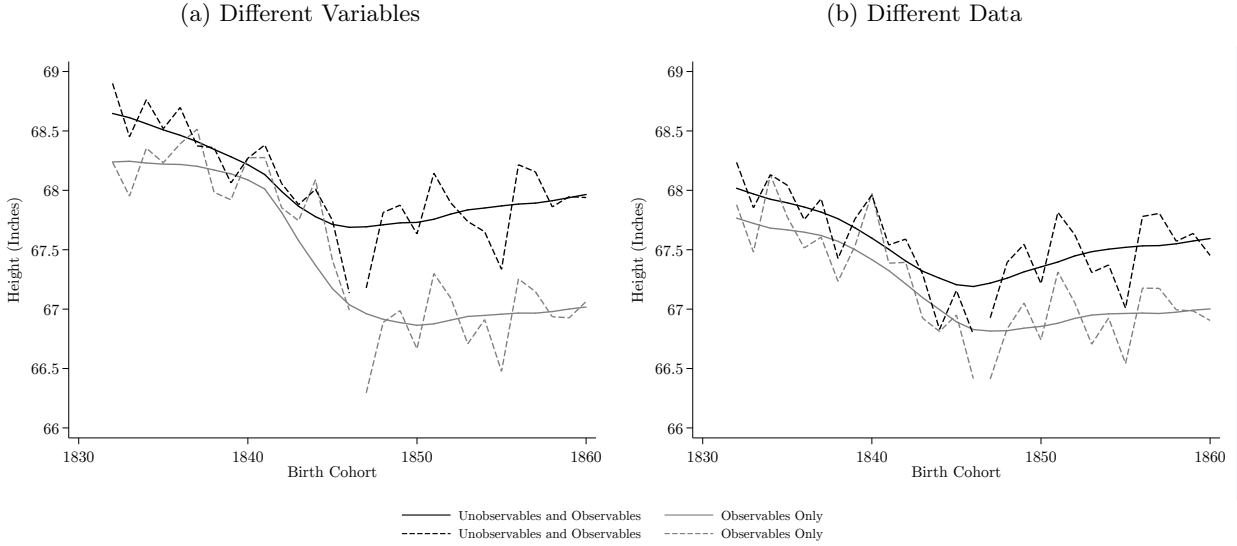 (a) Different Variables
69
68.5
68
67.5
67
66.5
66
Height (Inches)
1830
1840
1850
1860
Birth Cohort
(b) Different Data
69
68.5
68
67.5
67
66.5
66
Height (Inches)
1830
1840
1850
1860
Birth Cohort
Unobservables and Observables
Observables Only
Unobservables and Observables
Observables Only